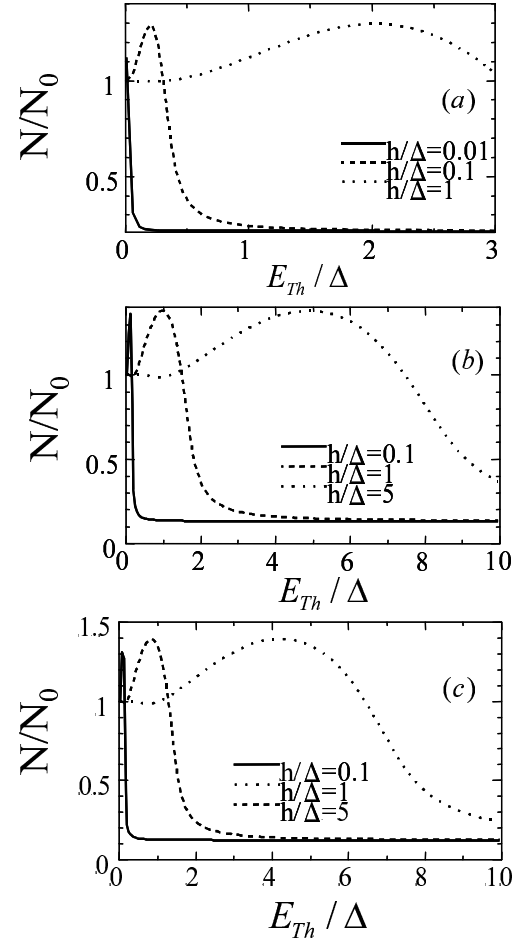 N/N0
1
0.5
(a)
h/Δ=0.01
h/Δ=0.1
h/Δ=1
0 1 2 3
E_Th / Δ
N/N0
1
0.5
0
(b)
h/Δ=0.1
h/Δ=1
h/Δ=5
.0 .2 .4 .6 .8 10
E_Th / Δ
N/N0
1.5
.1
0.5
.0
(c)
h/Δ=0.1
h/Δ=1
h/Δ=5
.0 .2 .4 .6 .8 .10
E_Th / Δ